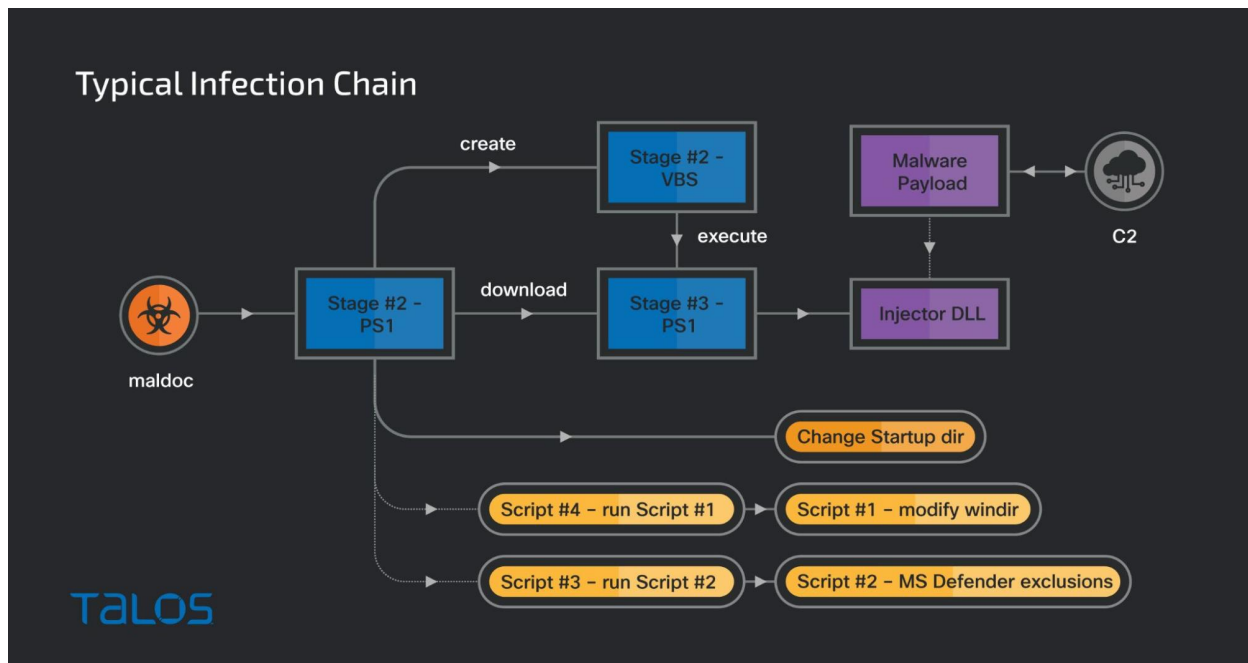 Typical Infection Chain
create
Stage #2 -
VBS
Malware
Payload
execute
C2
maldoc
Stage #2 -
PS1
download
Stage #3 -
PS1
Injector DLL
Change Startup dir
Script #4 - run Script #1
Script #1 - modify windir
Script #3 - run Script #2
Script #2 - MS Defender exclusions
TALOS